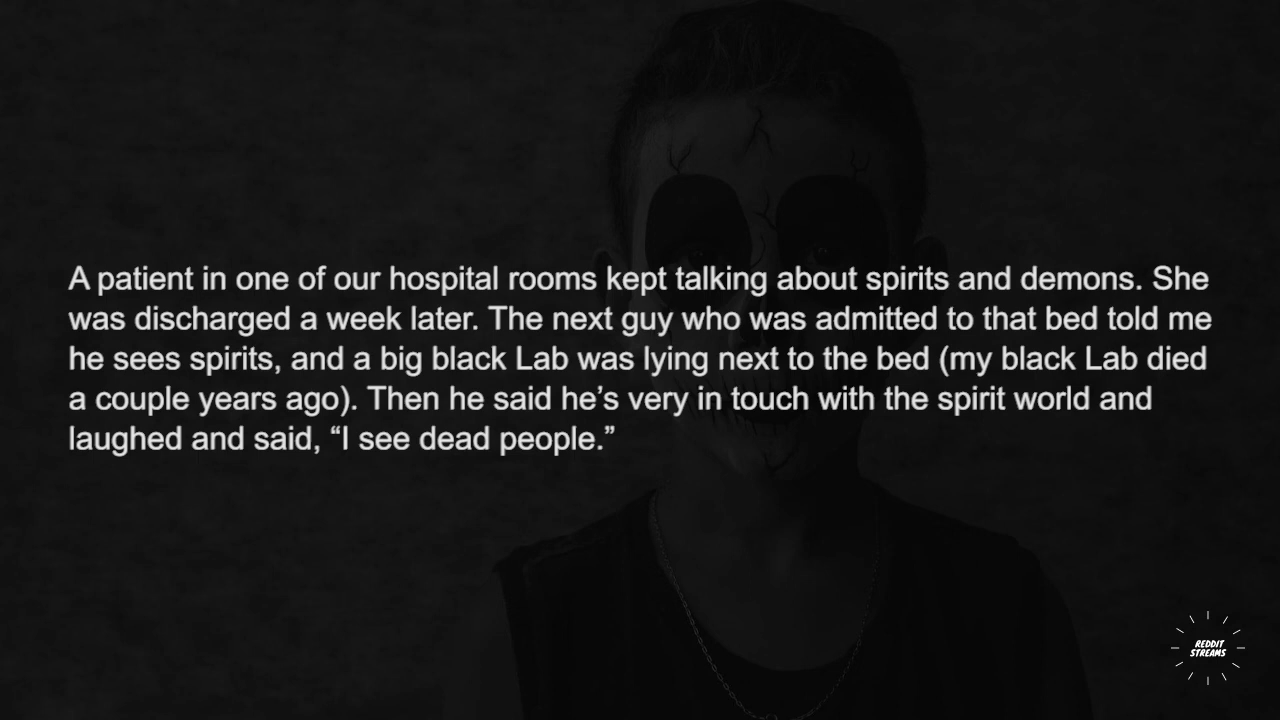 A patient in one of our hospital rooms kept talking about spirits and demons. She
was discharged a week later. The next guy who was admitted to that bed told me
he sees spirits, and a big black Lab was lying next to the bed (my black Lab died
a couple years ago). Then he said he’s very in touch with the spirit world and
laughed and said, “I see dead people.”
REDDIT
STREAMS